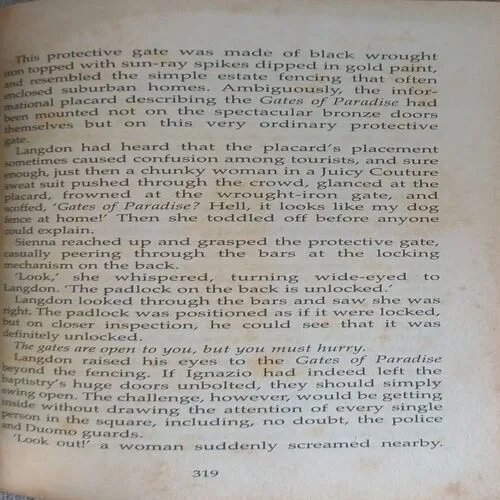 This protective gate was made of black wrought
iron topped with sun-ray spikes dipped in gold paint,
and resembled the simple estate fencing that often
enclosed suburban homes. Ambiguously, the infor-
mational placard describing the Gates of Paradise had
been mounted not on the spectacular bronze doors
themselves but on this very ordinary protective
gate.
Langdon had heard that the placard's placement
sometimes caused confusion among tourists, and sure
enough, just then a chunky woman in a Juicy Couture
sweat suit pushed through the crowd, glanced at the
placard, frowned at the wrought-iron gate, and
scoffed, 'Gates of Paradise? Hell, it looks like my dog
fence at home!' Then she toddled off before anyone
could explain.
Sienna reached up and grasped the protective gate,
casually peering through the bars at the locking
mechanism on the back.
'Look,' she whispered, turning wide-eyed to
Langdon. 'The padlock on the back is unlocked.'
Langdon looked through the bars and saw she was
right. The padlock was positioned as if it were locked,
but on closer inspection, he could see that it was
definitely unlocked.
The gates are open to you, but you must hurry.
Langdon raised his eyes to the Gates of Paradise
beyond the fencing. If Ignazio had indeed left the
baptistry's huge doors unbolted, they should simply
swing open. The challenge, however, would be getting
inside without drawing the attention of every single
person in the square, including, no doubt, the police
and Duomo guards.
'Look out!' a woman suddenly screamed nearby.
319